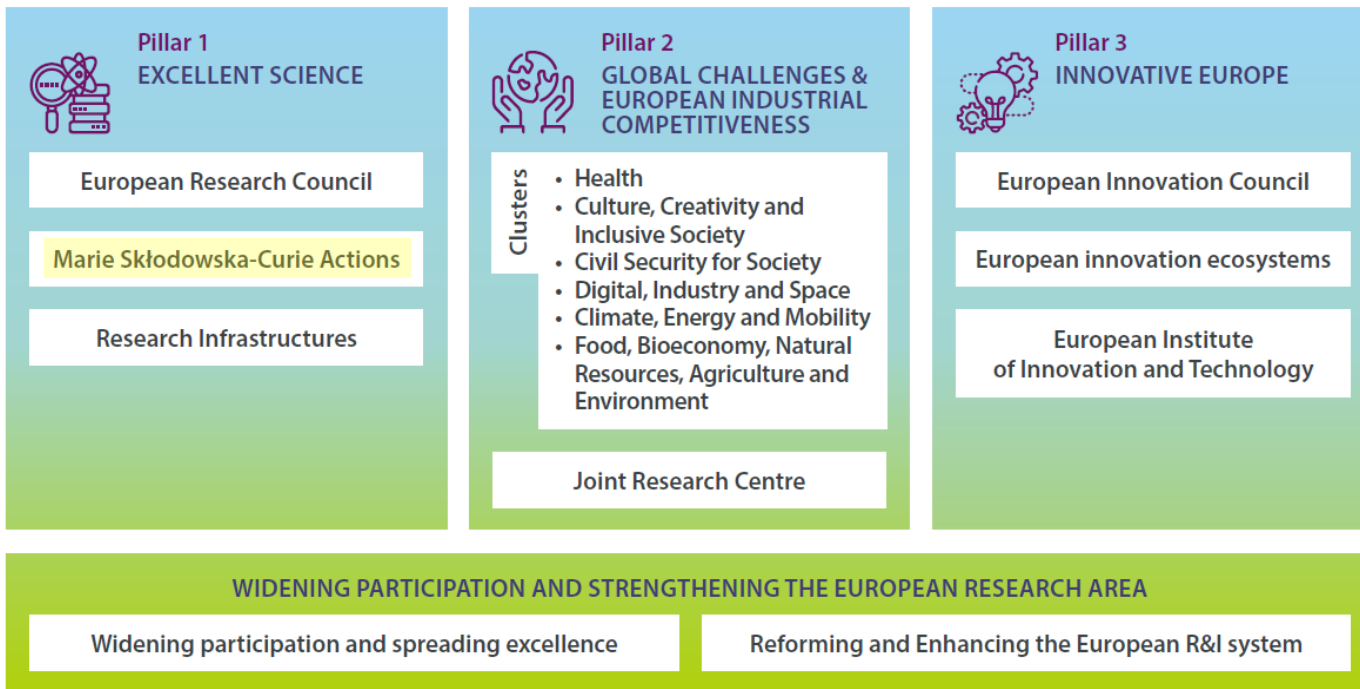 Pillar 1
EXCELLENT SCIENCE
European Research Council
Marie Skłodowska-Curie Actions
Research Infrastructures
Pillar 2
GLOBAL CHALLENGES &
EUROPEAN INDUSTRIAL
COMPETITIVENESS
Clusters
• Health
• Culture, Creativity and
Inclusive Society
• Civil Security for Society
• Digital, Industry and Space
• Climate, Energy and Mobility
• Food, Bioeconomy, Natural
Resources, Agriculture and
Environment
Joint Research Centre
Pillar 3
INNOVATIVE EUROPE
European Innovation Council
European innovation ecosystems
European Institute
of Innovation and Technology
WIDENING PARTICIPATION AND STRENGTHENING THE EUROPEAN RESEARCH AREA
Widening participation and spreading excellence
Reforming and Enhancing the European R&I system